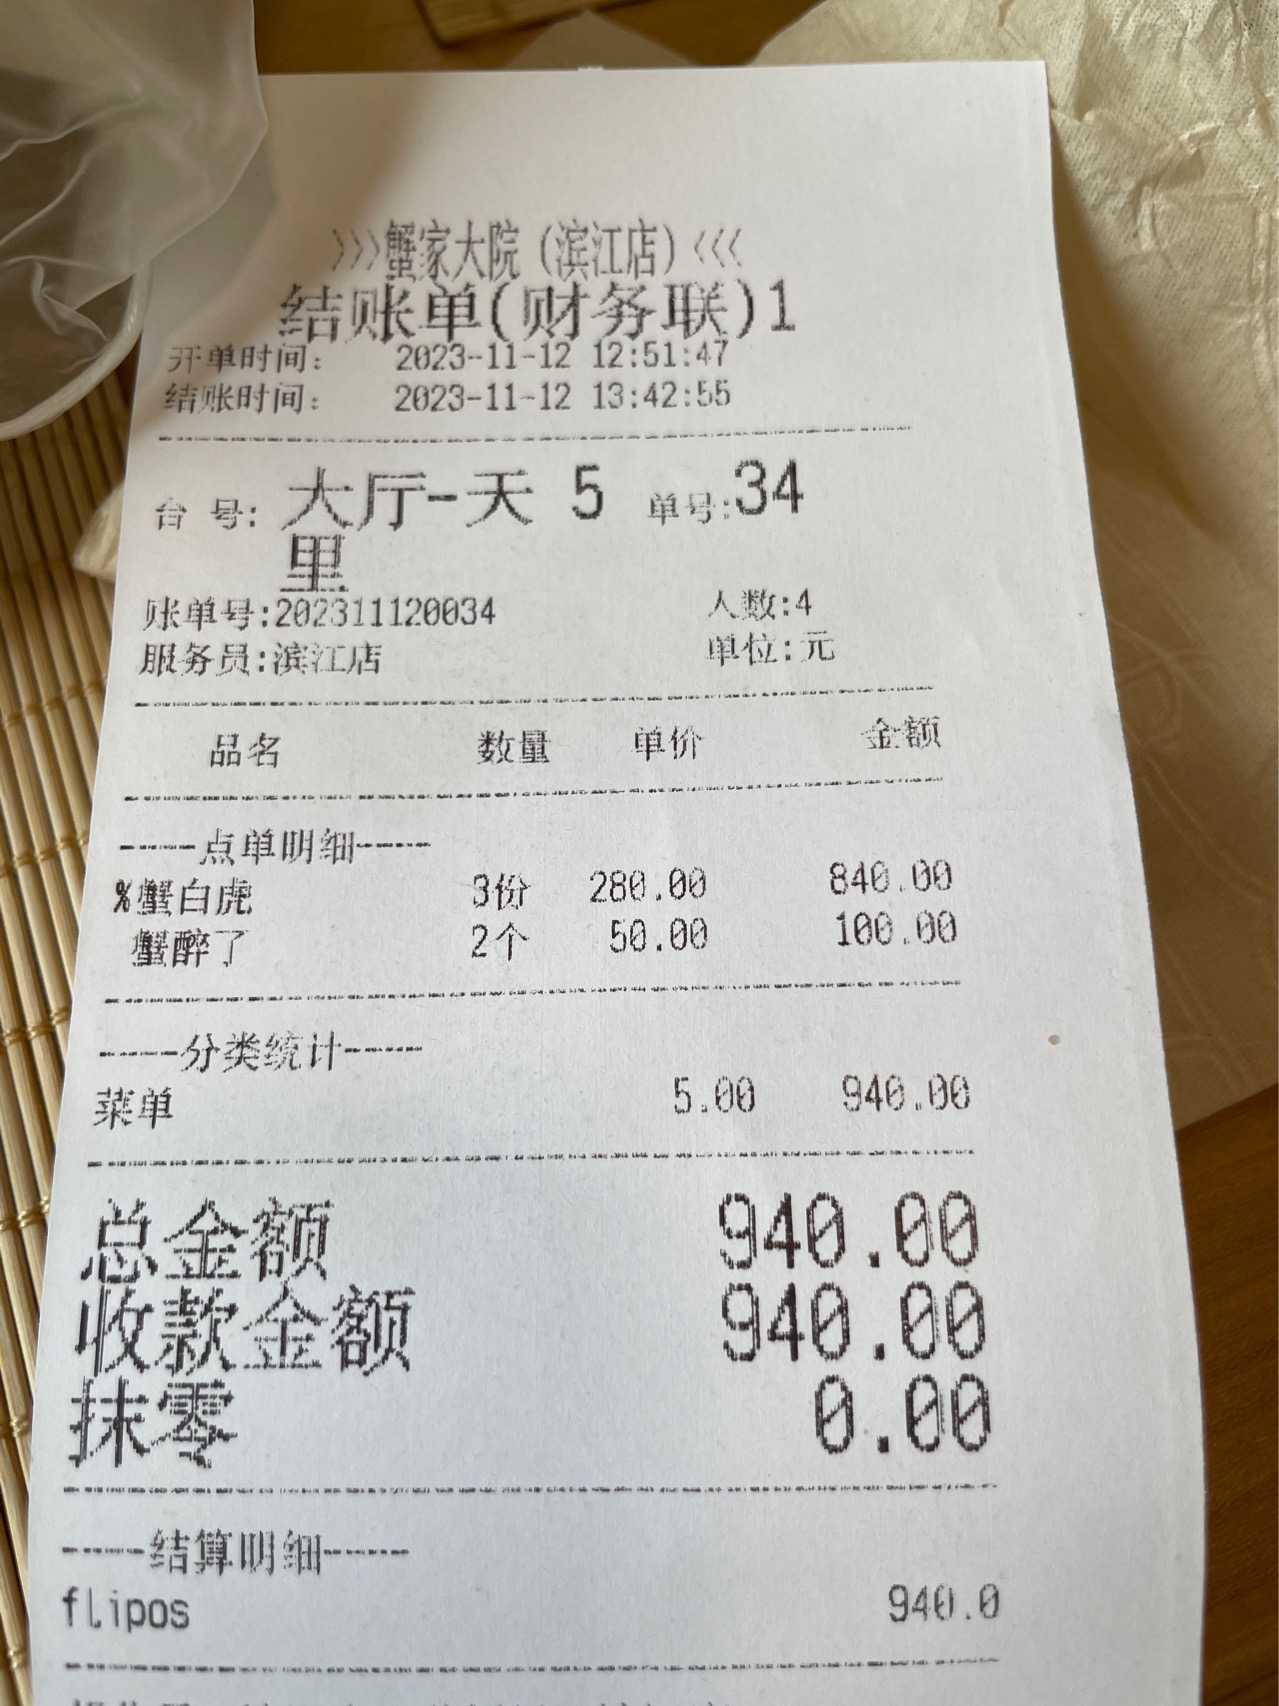 >>>蟹家大院(滨江店)<<<
结账单(财务联)1
开单时间: 2023-11-12 12:51:47
结账时间: 2023-11-12 13:42:55
台 号: 大厅-天 5 单号:34
里
账单号:202311120034 人数:4
服务员:滨江店 单位:元
品名 数量 单价 金额
-----点单明细-----
%蟹白虎 3份 280.00 840.00
蟹醉了 2个 50.00 100.00
-----分类统计-----
菜单 5.00 940.00
总金额 940.00
收款金额 940.00
抹零 0.00
-----结算明细-----
flipos 940.0